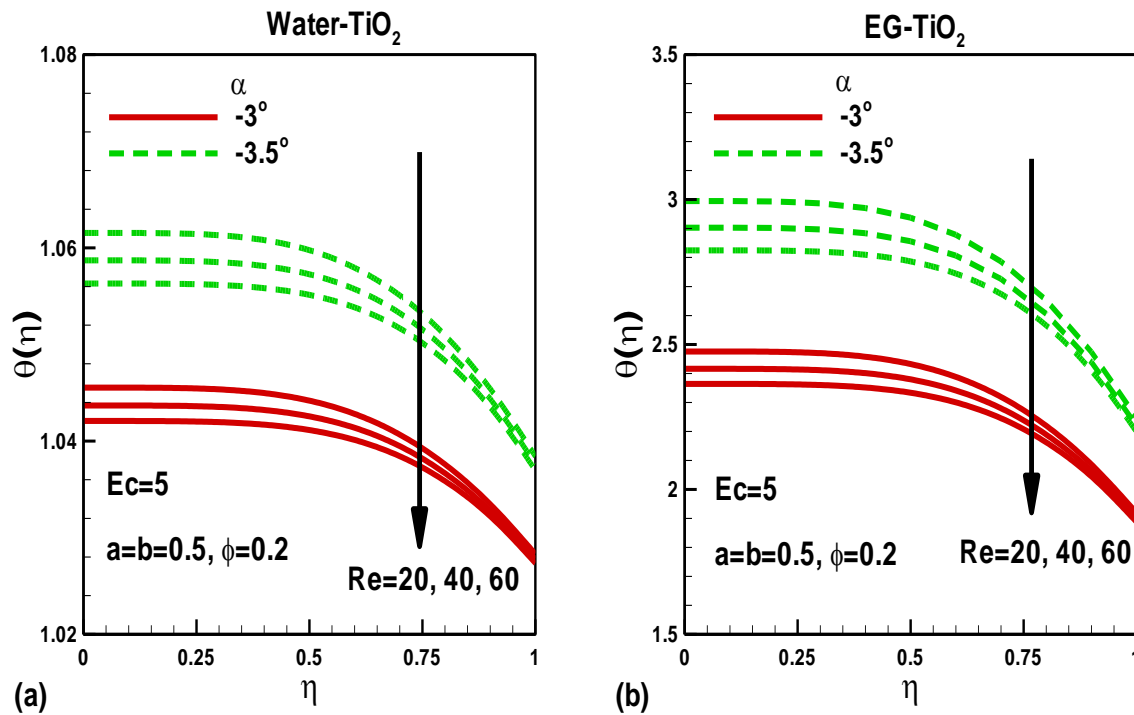 Water-TiO₂
1.08
α
-3°
-3.5°
1.06
θ(η)
1.04
Ec=5
a=b=0.5, ϕ=0.2
Re=20, 40, 60
1.02
0 0.25 0.5 0.75 1
(a)
η
EG-TiO₂
3.5
α
-3°
-3.5°
3
2.5
θ(η)
2
Ec=5
a=b=0.5, ϕ=0.2
Re=20, 40, 60
1.5
0 0.25 0.5 0.75 1
(b)
η